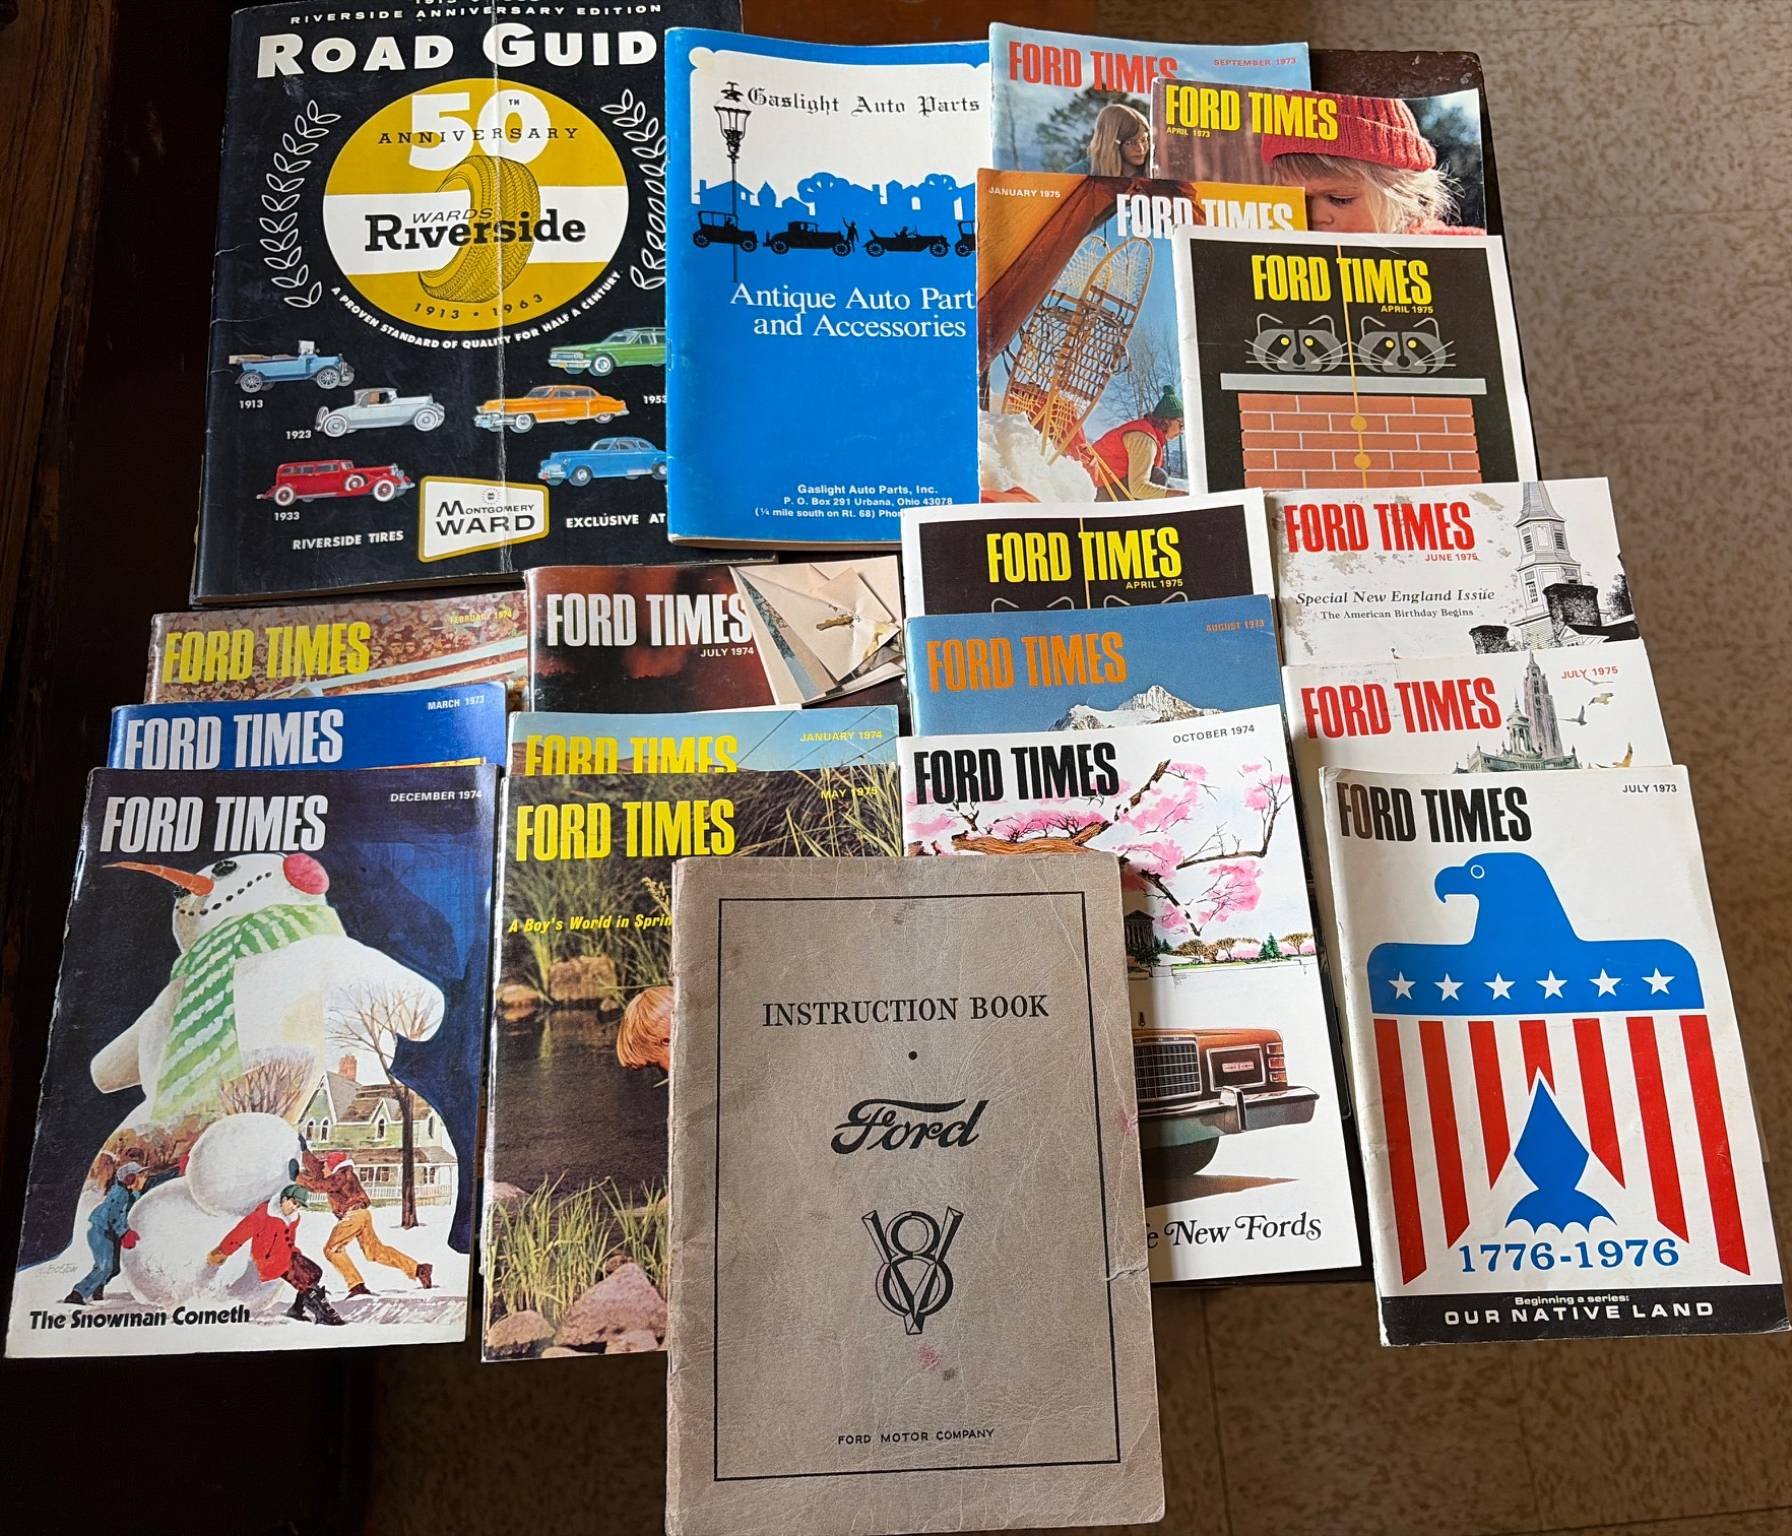 RIVERSIDE ANNIVERSARY EDITION
ROAD GUID
50TH
ANNIVERSARY
WARDS
Riverside
1913 • 1963
A PROVEN STANDARD OF QUALITY FOR HALF A CENTURY
1913
1923
1933
1953
MONTGOMERY
WARD
RIVERSIDE TIRES
EXCLUSIVE AT
Gaslight Auto Parts
Antique Auto Part
and Accessories
Gaslight Auto Parts, Inc.
P. O. Box 291 Urbana, Ohio 43078
(¼ mile south on Rt. 68) Pho
FORD TIMES
SEPTEMBER 1973
FORD TIMES
APRIL 1973
JANUARY 1975
FORD TIMES
FORD TIMES
APRIL 1975
FORD TIMES
APRIL 1975
FORD TIMES
JUNE 1975
Special New England Issue
The American Birthday Begins
FORD TIMES
FEBRUARY 1974
FORD TIMES
JULY 1974
FORD TIMES
AUGUST 1973
FORD TIMES
JULY 1975
FORD TIMES
MARCH 1973
FORD TIMES
JANUARY 1974
FORD TIMES
OCTOBER 1974
e New Fords
FORD TIMES
JULY 1973
1776-1976
Beginning a series:
OUR NATIVE LAND
FORD TIMES
DECEMBER 1974
The Snowman Cometh
FORD TIMES
MAY 1975
A Boy's World in Sprin
INSTRUCTION BOOK
Ford
V8
FORD MOTOR COMPANY